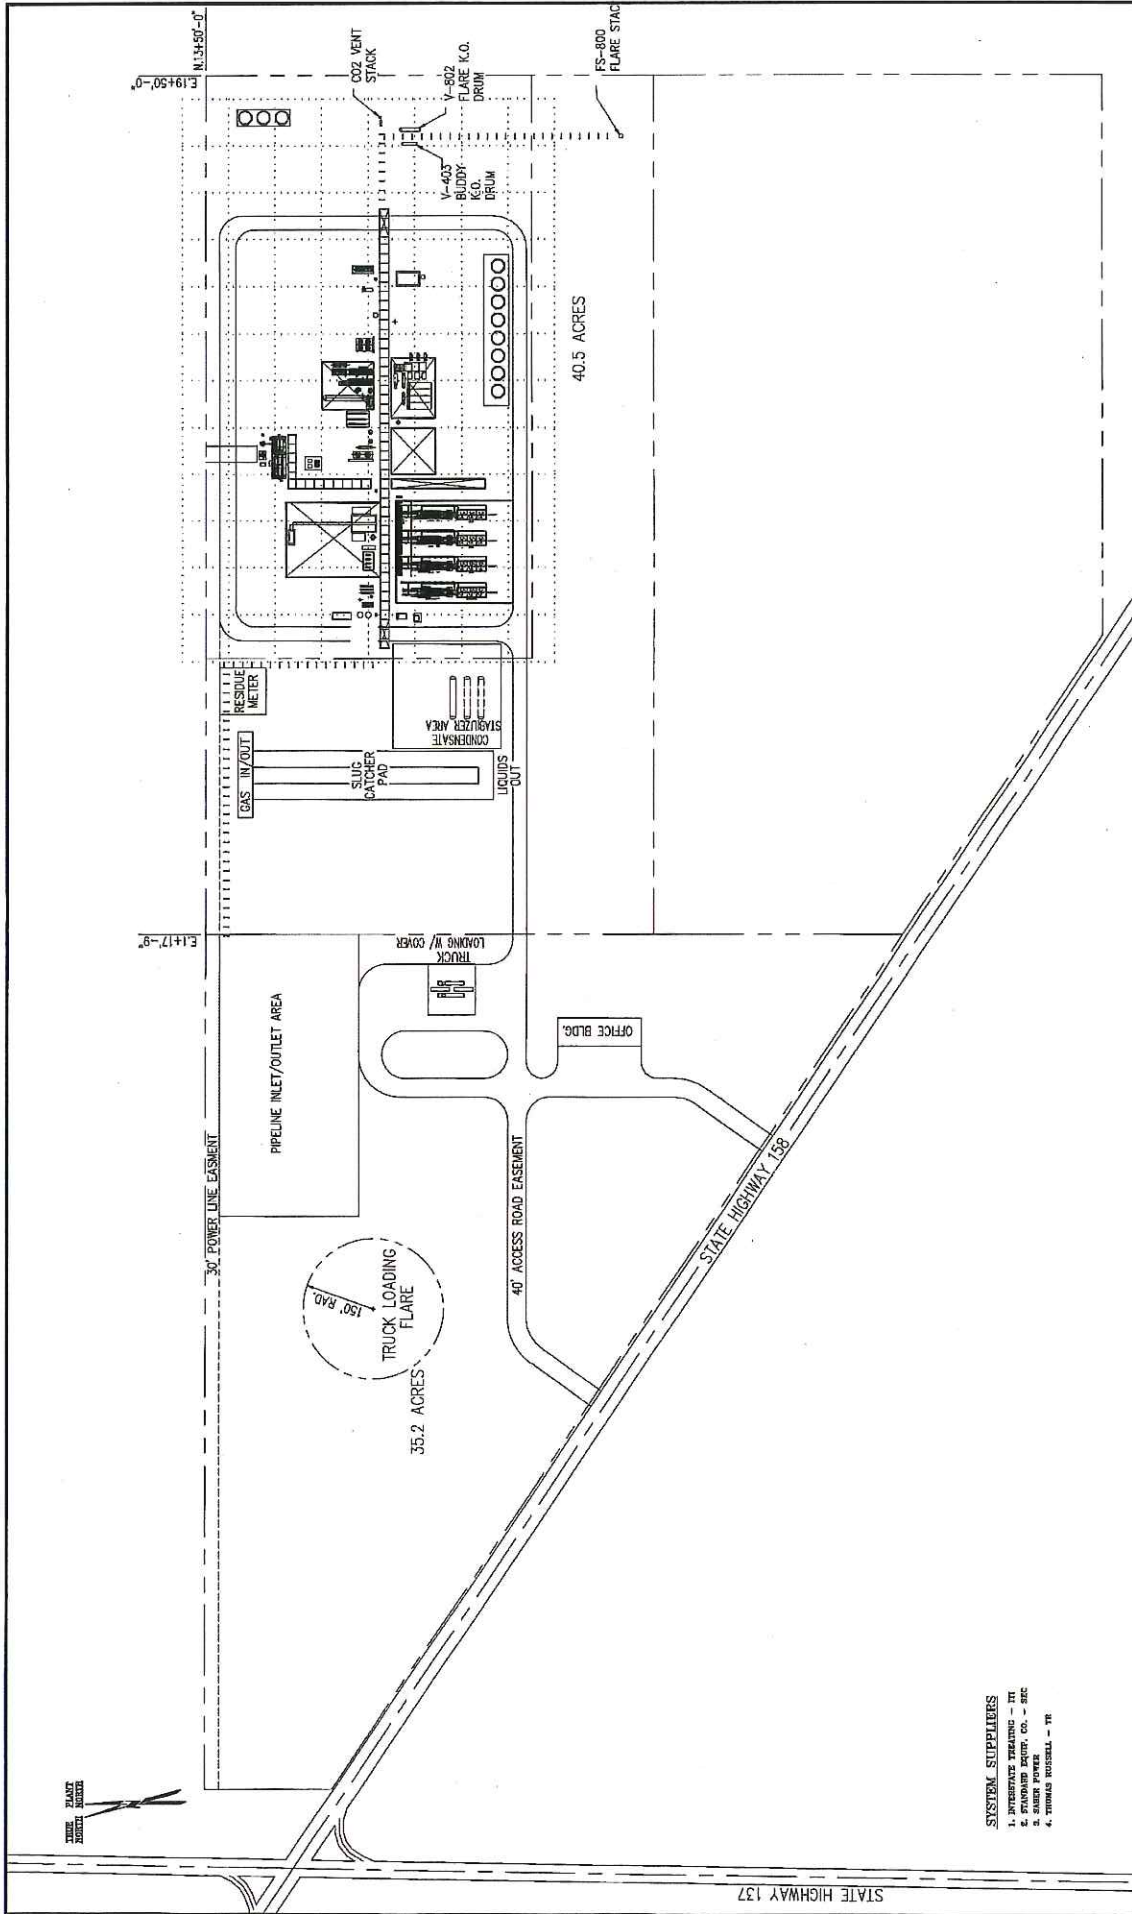 TRUE PLANT
NORTH NORTH
N.13+50'-0"
E.19+50'-0"
CO2 VENT
STACK
V-802
FLARE K.O.
DRUM
V-403
BUDDY
K.O.
DRUM
FS-800
FLARE STAC
40.5 ACRES
RESIDUE
METER
GAS IN/OUT
SLUG
CATCHER
PAD
CONDENSATE
STABILIZER AREA
LIQUIDS
OUT
E.1+17'-9"
TRUCK
LOADING W/ COVER
PIPELINE INLET/OUTLET AREA
OFFICE BLDG.
30' POWER LINE EASMENT
40' ACCESS ROAD EASEMENT
150' RAD.
TRUCK LOADING
FLARE
35.2 ACRES
STATE HIGHWAY 158
STATE HIGHWAY 137
SYSTEM SUPPLIERS
1. INTERSTATE TREATING - ITI
2. STANDARD EQUIP. CO. - SEC
3. SABER POWER
4. THOMAS RUSSELL - TR